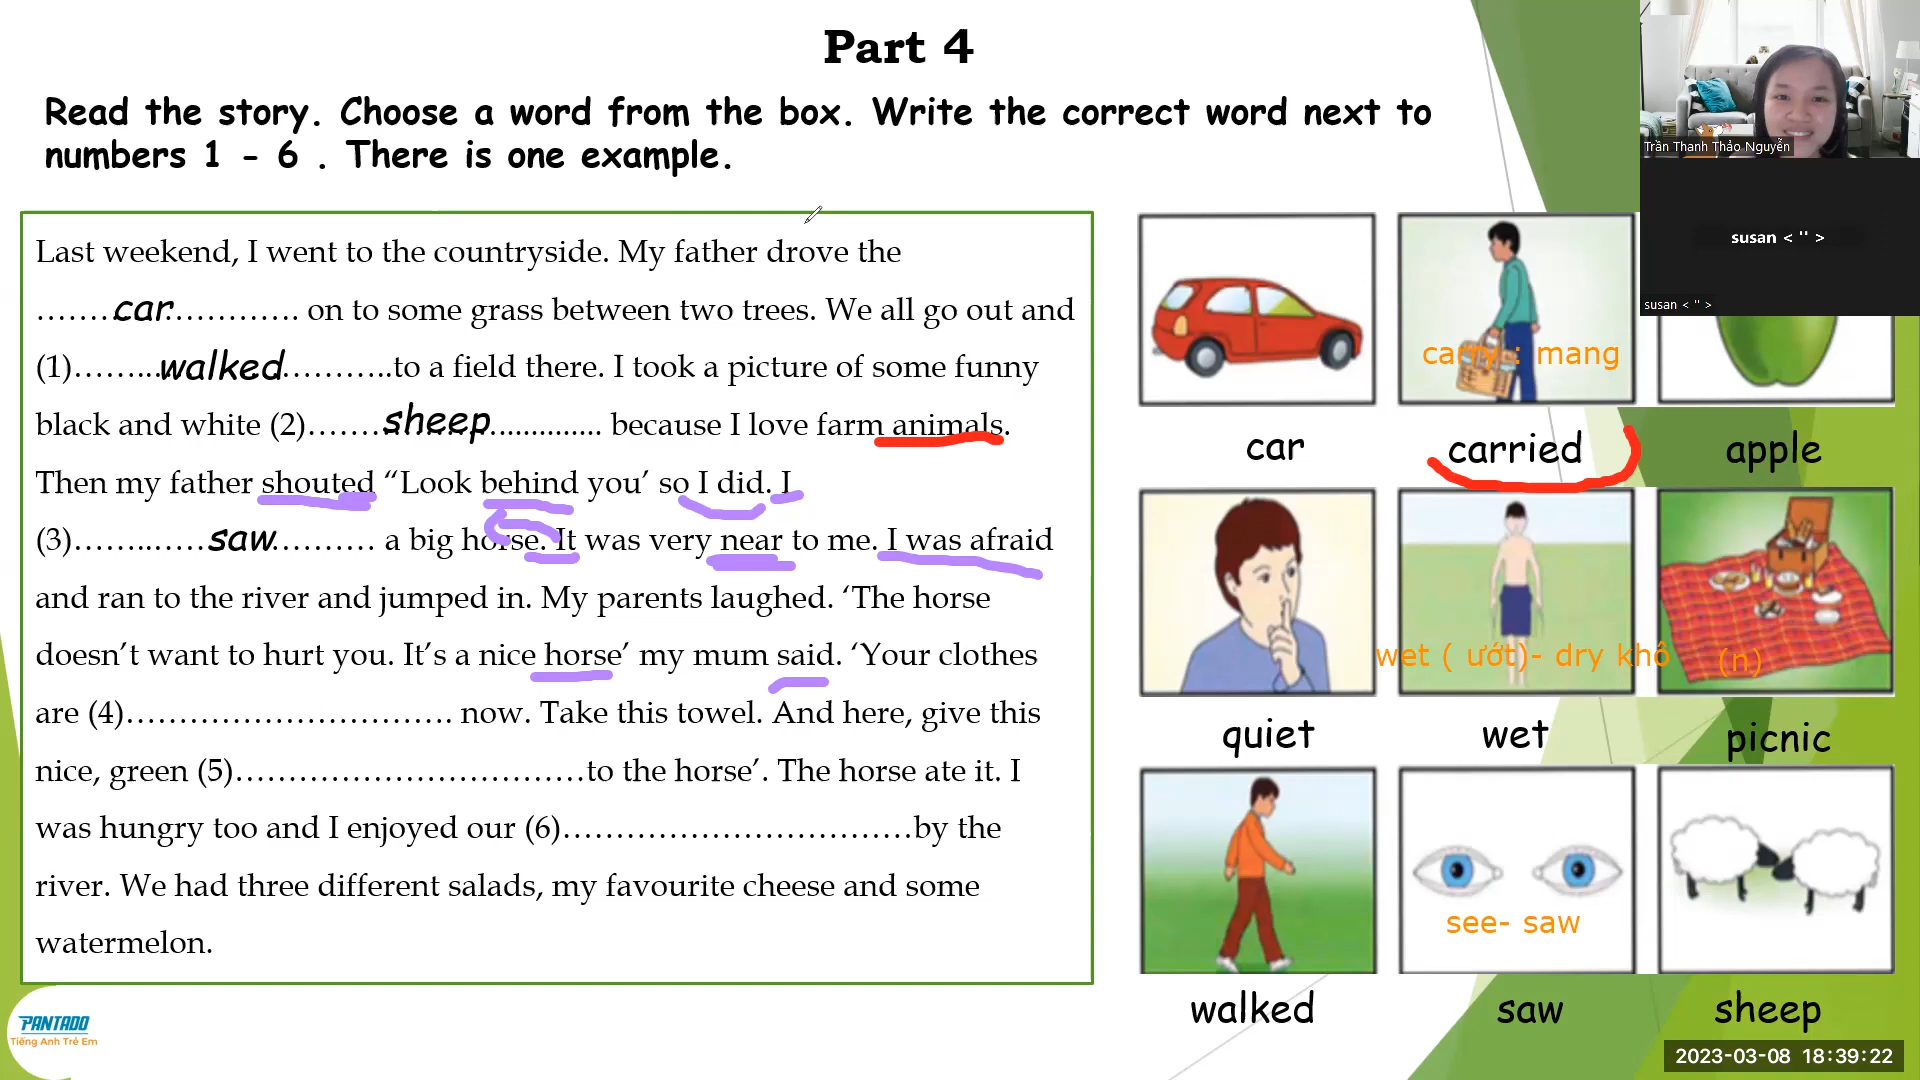 Part 4
Read the story. Choose a word from the box. Write the correct word next to
numbers 1 - 6 . There is one example.
Last weekend, I went to the countryside. My father drove the
……..car…………. on to some grass between two trees. We all go out and
(1)……..walked………..to a field there. I took a picture of some funny
black and white (2)……..sheep............. because I love farm animals.
Then my father shouted “Look behind you’ so I did. I
(3)……..……saw………… a big horse. It was very near to me. I was afraid
and ran to the river and jumped in. My parents laughed. ‘The horse
doesn’t want to hurt you. It’s a nice horse’ my mum said. ‘Your clothes
are (4)…………………………. now. Take this towel. And here, give this
nice, green (5)……………………………to the horse’. The horse ate it. I
was hungry too and I enjoyed our (6)……………………………by the
river. We had three different salads, my favourite cheese and some
watermelon.
carry : mang
car
carried
apple
wet ( ướt)- dry khô
(n)
quiet
wet
picnic
see- saw
walked
saw
sheep
Trần Thanh Thảo Nguyễn
susan < '' >
susan < '' >
PANTADO
Tiếng Anh Trẻ Em
2023-03-08 18:39:22